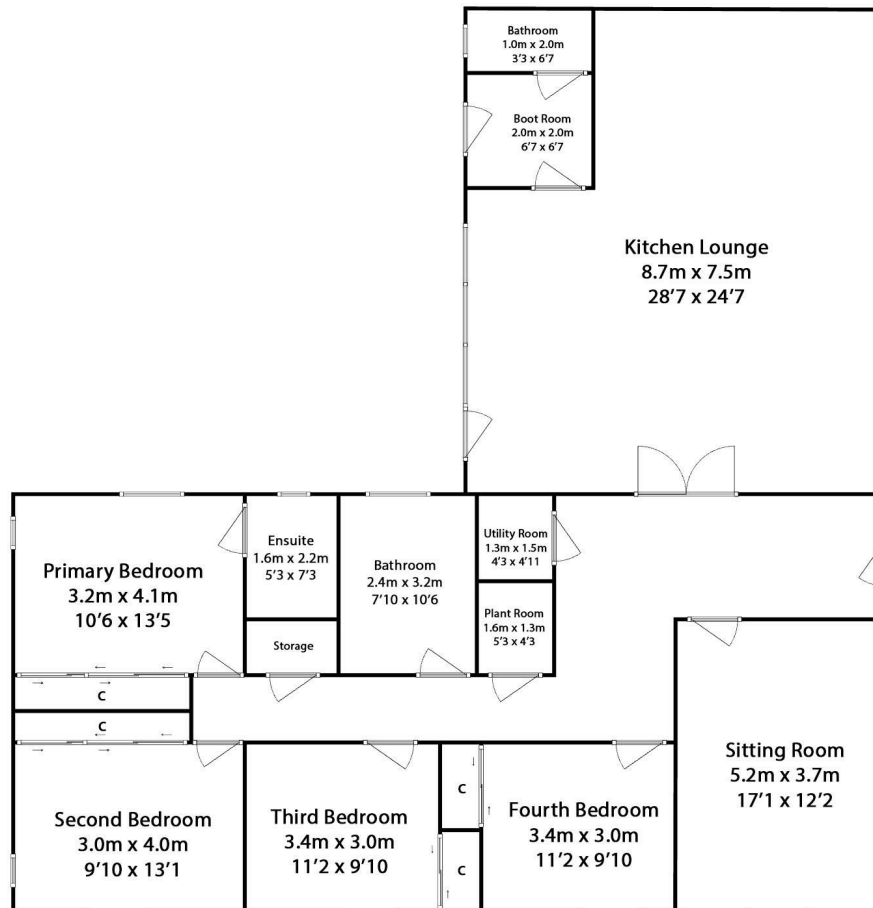 Bathroom
1.0m x 2.0m
3'3 x 6'7
Boot Room
2.0m x 2.0m
6'7 x 6'7
Kitchen Lounge
8.7m x 7.5m
28'7 x 24'7
Primary Bedroom
3.2m x 4.1m
10'6 x 13'5
Ensuite
1.6m x 2.2m
5'3 x 7'3
Storage
Bathroom
2.4m x 3.2m
7'10 x 10'6
Utility Room
1.3m x 1.5m
4'3 x 4'11
Plant Room
1.6m x 1.3m
5'3 x 4'3
C
C
Second Bedroom
3.0m x 4.0m
9'10 x 13'1
Third Bedroom
3.4m x 3.0m
11'2 x 9'10
C
C
Fourth Bedroom
3.4m x 3.0m
11'2 x 9'10
Sitting Room
5.2m x 3.7m
17'1 x 12'2